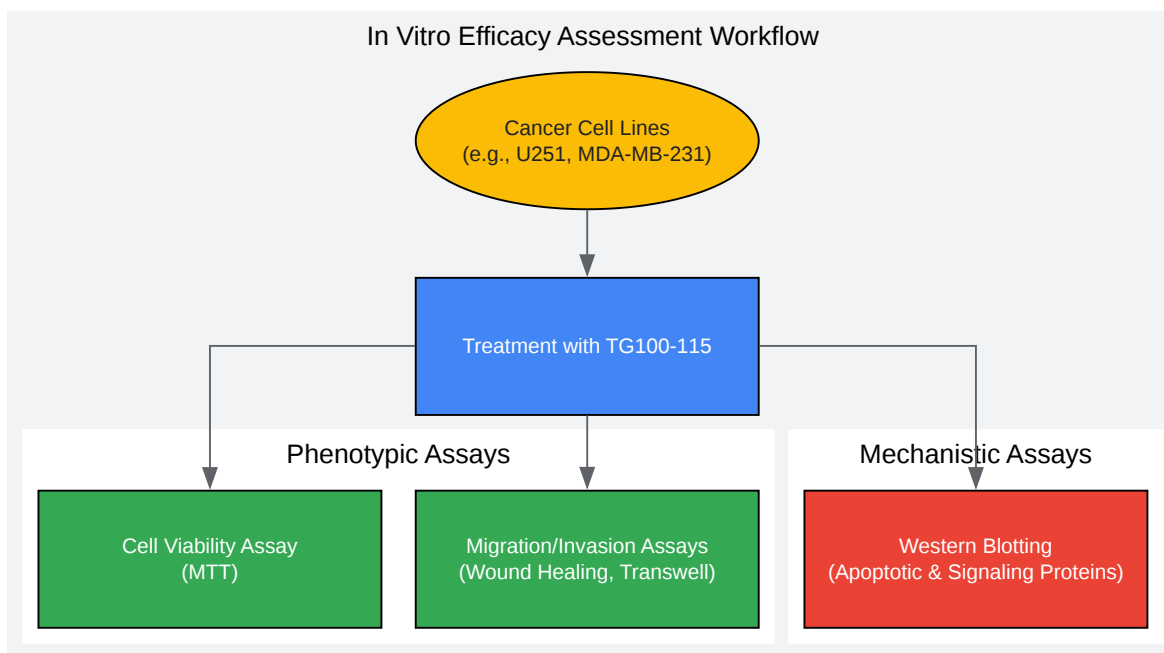 In Vitro Efficacy Assessment Workflow
Cancer Cell Lines
(e.g., U251, MDA-MB-231)
Treatment with TG100-115
Phenotypic Assays
Mechanistic Assays
Cell Viability Assay
(MTT)
Migration/Invasion Assays
(Wound Healing, Transwell)
Western Blotting
(Apoptotic & Signaling Proteins)